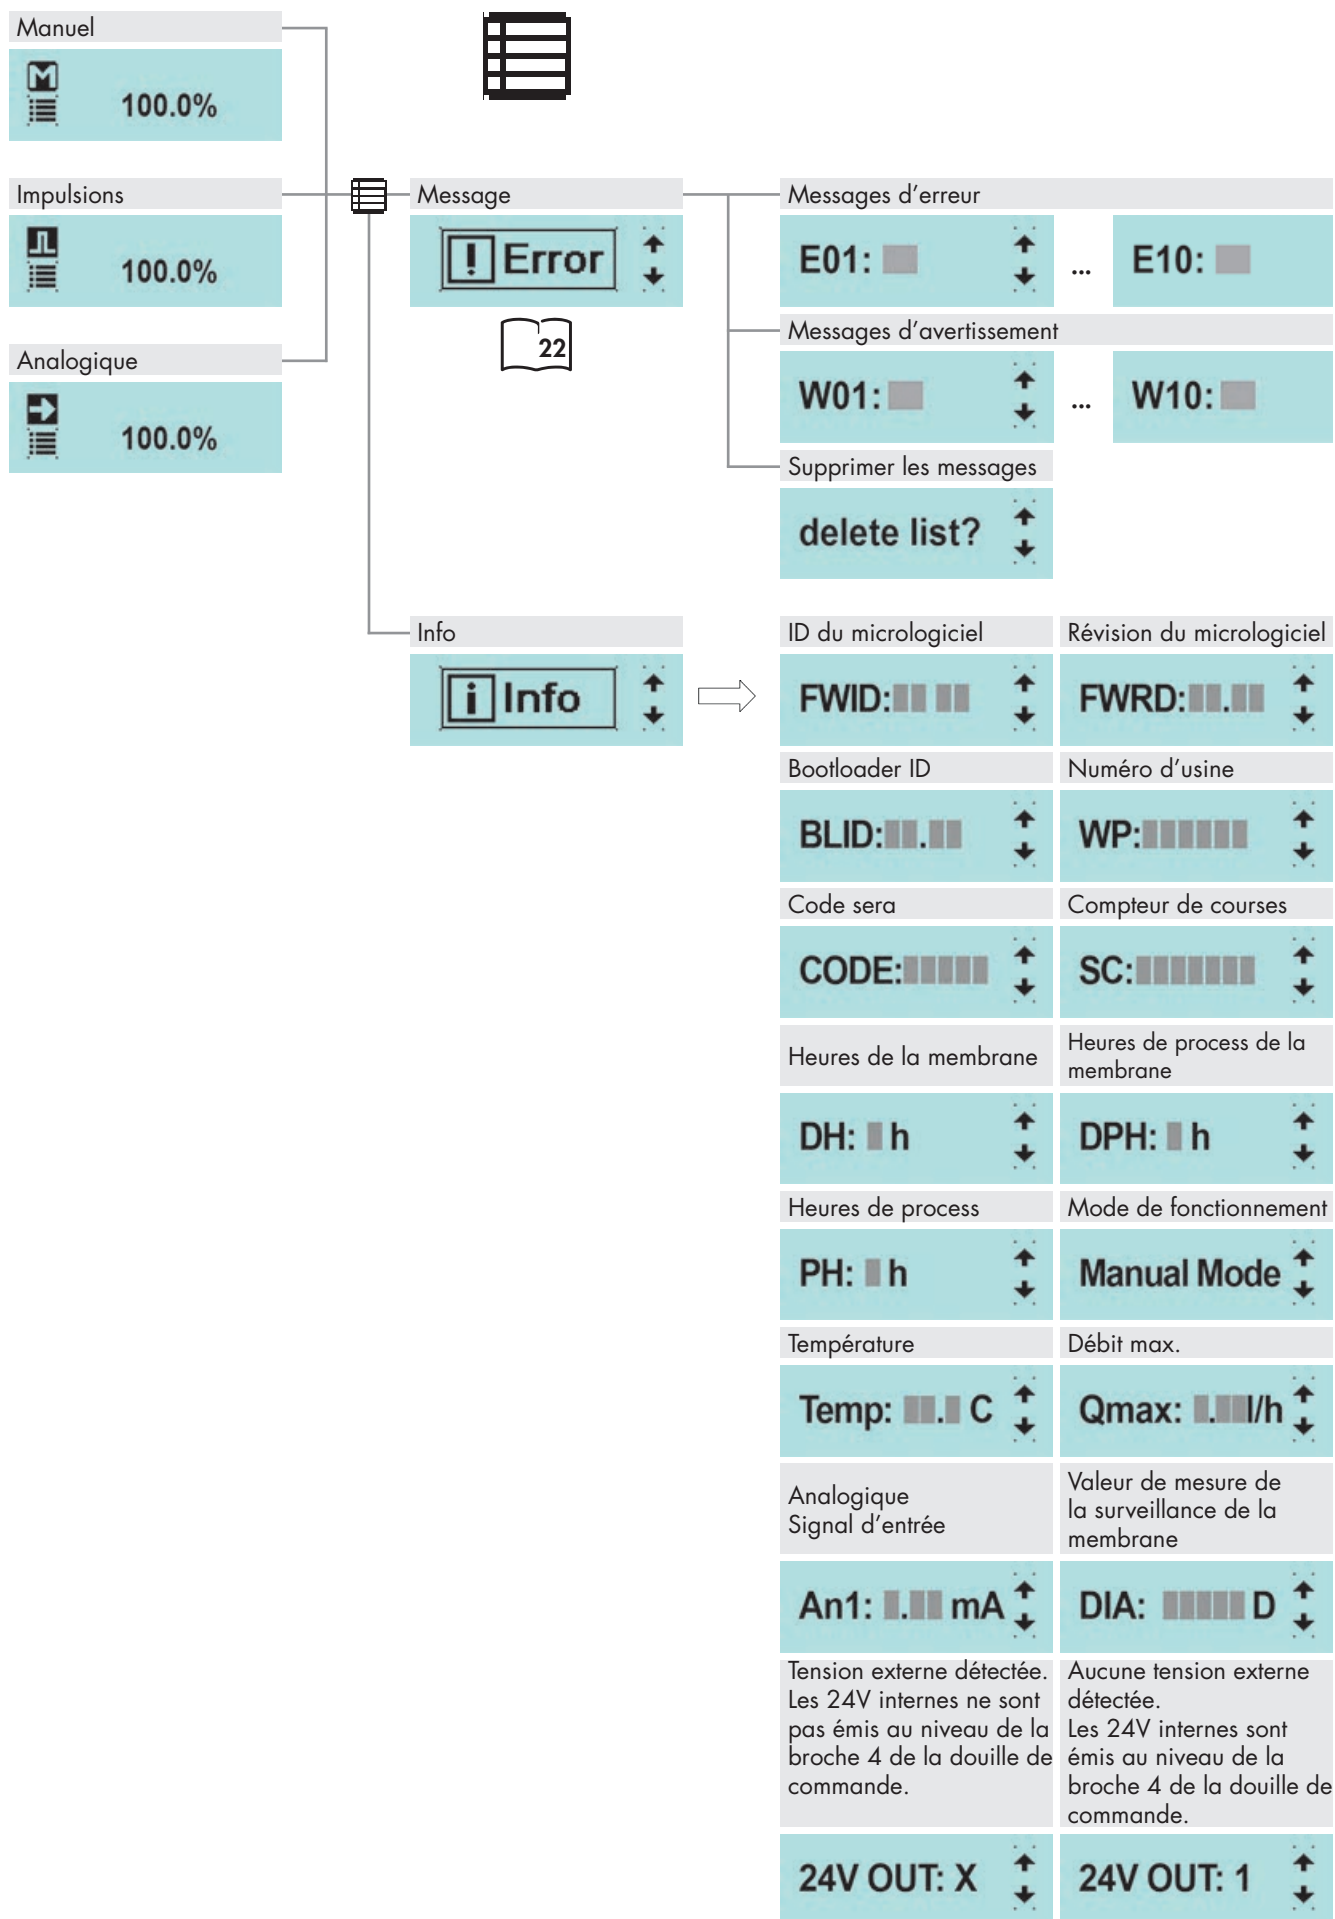 Manuel
100.0%
Impulsions
100.0%
Analogique
100.0%
Message
! Error
22
Messages d'erreur
E01:
...
E10:
Messages d'avertissement
W01:
...
W10:
Supprimer les messages
delete list?
Info
i Info
ID du micrologiciel
Révision du micrologiciel
FWID:
FWRD: .
Bootloader ID
Numéro d'usine
BLID: .
WP:
Code sera
Compteur de courses
CODE:
SC:
Heures de la membrane
Heures de process de la
membrane
DH: h
DPH: h
Heures de process
Mode de fonctionnement
PH: h
Manual Mode
Température
Débit max.
Temp: . C
Qmax: . l/h
Analogique
Signal d'entrée
Valeur de mesure de
la surveillance de la
membrane
An1: . mA
DIA: D
Tension externe détectée.
Les 24V internes ne sont
pas émis au niveau de la
broche 4 de la douille de
commande.
Aucune tension externe
détectée.
Les 24V internes sont
émis au niveau de la
broche 4 de la douille de
commande.
24V OUT: X
24V OUT: 1